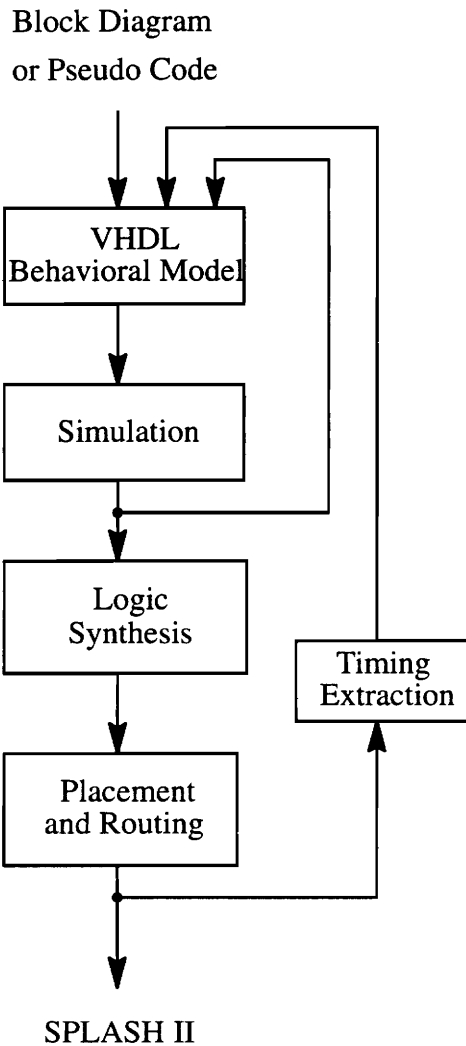 Block Diagram
or Pseudo Code
VHDL
Behavioral Model
Simulation
Logic
Synthesis
Timing
Extraction
Placement
and Routing
SPLASH II